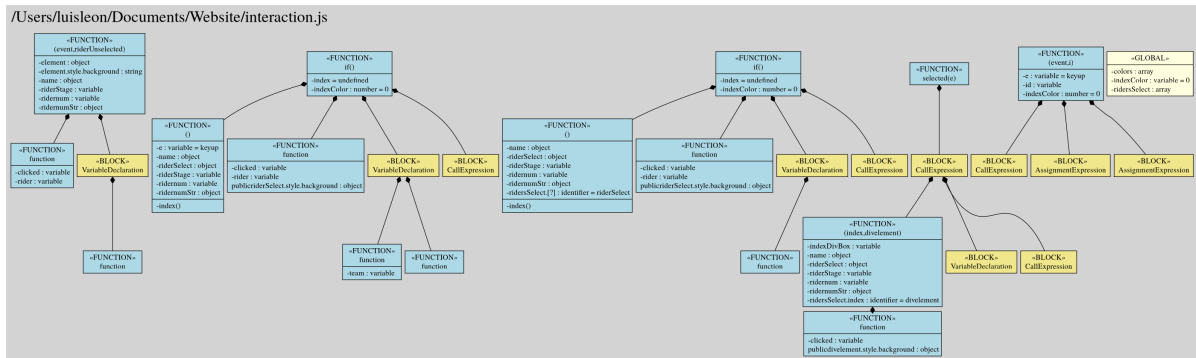 /Users/luisleon/Documents/Website/interaction.js
«FUNCTION»
(event,riderUnselected)
-element : object
-element.style.background : string
-name : object
-riderStage : variable
-ridernum : variable
-ridernumStr : object
«FUNCTION»
function
-clicked : variable
-rider : variable
«BLOCK»
VariableDeclaration
«FUNCTION»
function
«FUNCTION»
if()
-index = undefined
-indexColor : number = 0
«FUNCTION»
()
-e : variable = keyup
-name : object
-riderSelect : object
-riderStage : variable
-ridernum : variable
-ridernumStr : object
-index()
«FUNCTION»
function
-clicked : variable
-rider : variable
publicriderSelect.style.background : object
«BLOCK»
VariableDeclaration
«BLOCK»
CallExpression
«FUNCTION»
function
-team : variable
«FUNCTION»
function
«FUNCTION»
if()
-index = undefined
-indexColor : number = 0
«FUNCTION»
()
-name : object
-riderSelect : object
-riderStage : variable
-ridernum : variable
-ridernumStr : object
-ridersSelect.[?] : identifier = riderSelect
-index()
«FUNCTION»
function
-clicked : variable
-rider : variable
publicriderSelect.style.background : object
«BLOCK»
VariableDeclaration
«BLOCK»
CallExpression
«FUNCTION»
function
«FUNCTION»
selected(e)
«BLOCK»
CallExpression
«FUNCTION»
(index,divelement)
-indexDivBox : variable
-name : object
-riderSelect : object
-riderStage : variable
-ridernum : variable
-ridernumStr : object
-ridersSelect.index : identifier = divelement
«FUNCTION»
function
-clicked : variable
publicdivelement.style.background : object
«BLOCK»
VariableDeclaration
«BLOCK»
CallExpression
«FUNCTION»
(event,i)
-e : variable = keyup
-id : variable
-indexColor : number = 0
«BLOCK»
CallExpression
«BLOCK»
AssignmentExpression
«BLOCK»
AssignmentExpression
«GLOBAL»
-colors : array
-indexColor : variable = 0
-ridersSelect : array